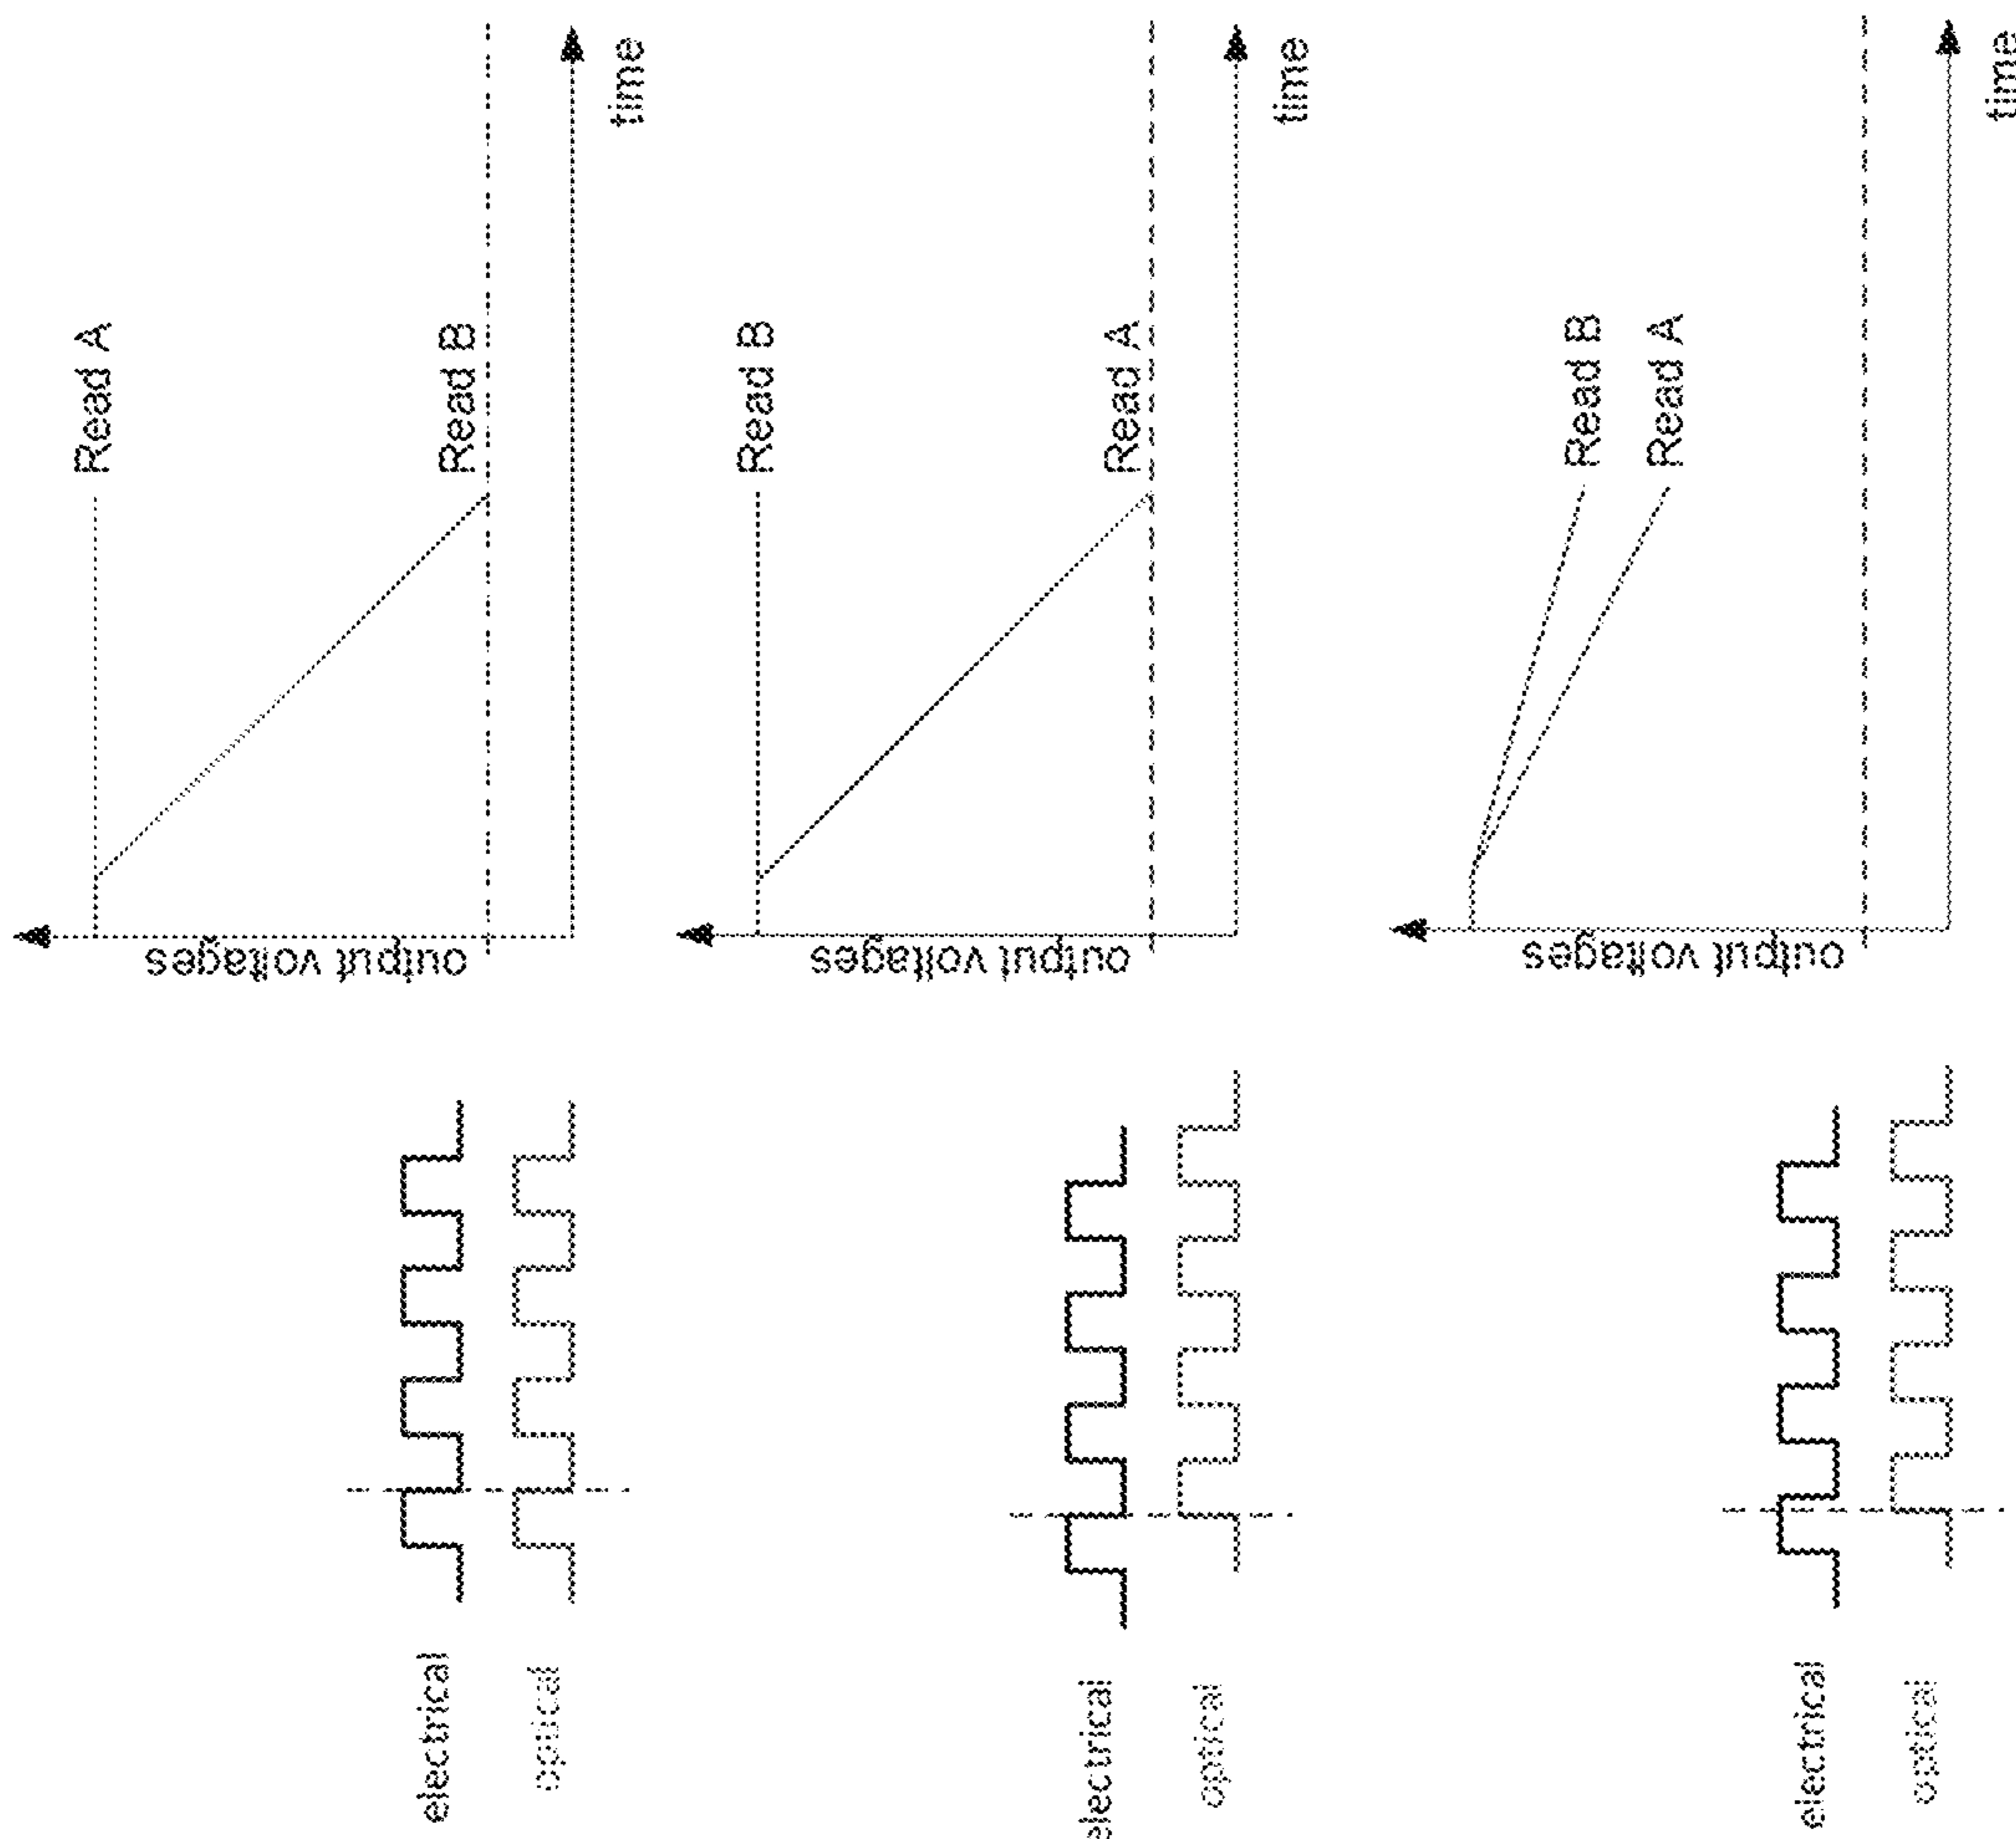 electrical
optical
output voltages
Read A
Read B
time
electrical
optical
output voltages
Read B
Read A
time
electrical
optical
output voltages
Read B
Read A
time